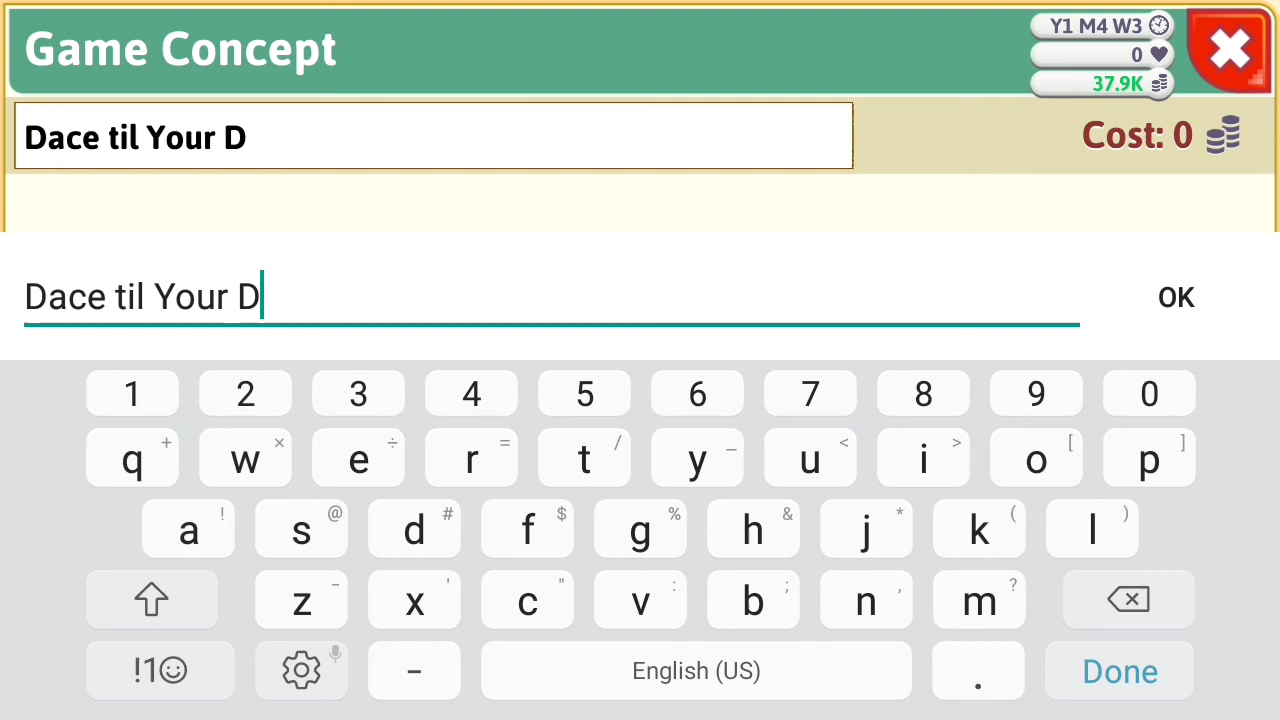 Game Concept
Y1 M4 W3
0
37.9K
Dace til Your D
Cost: 0
Dace til Your D
OK
1 2 3 4 5 6 7 8 9 0
q + w × e ÷ r = t / y _ u < i > o [ p ]
a ! s @ d # f $ g % h & j * k ( l )
z - x ' c " v : b ; n , m ?
!1☺ - English (US) . Done